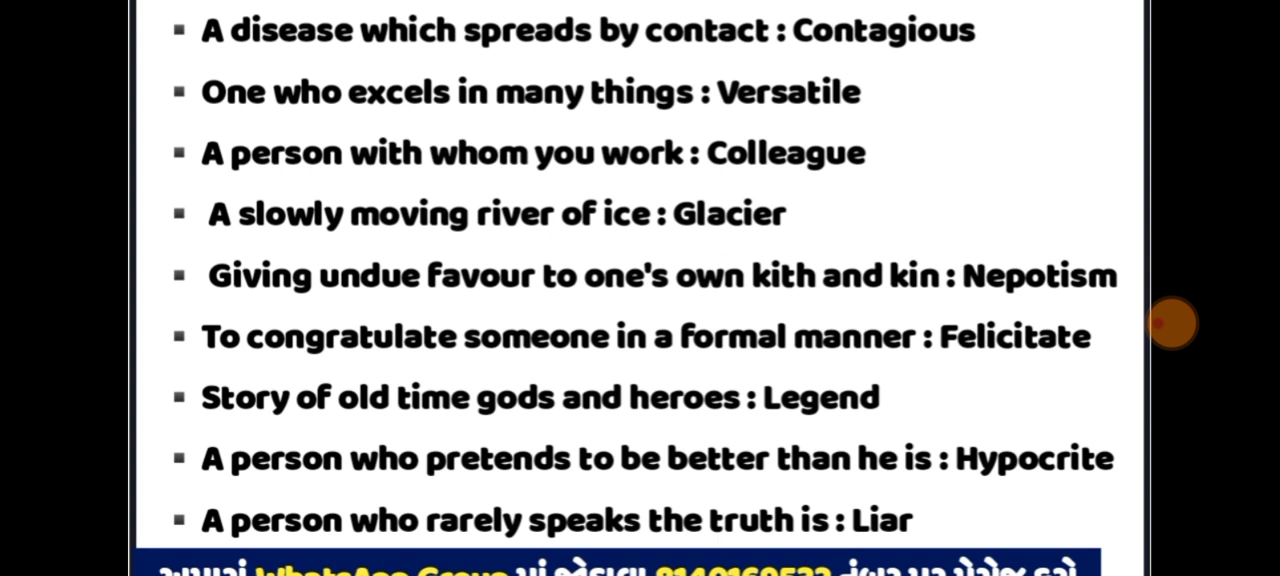 ▪ A disease which spreads by contact : Contagious
▪ One who excels in many things : Versatile
▪ A person with whom you work : Colleague
▪ A slowly moving river of ice : Glacier
▪ Giving undue favour to one's own kith and kin : Nepotism
▪ To congratulate someone in a formal manner : Felicitate
▪ Story of old time gods and heroes : Legend
▪ A person who pretends to be better than he is : Hypocrite
▪ A person who rarely speaks the truth is : Liar
WhatsApp Group